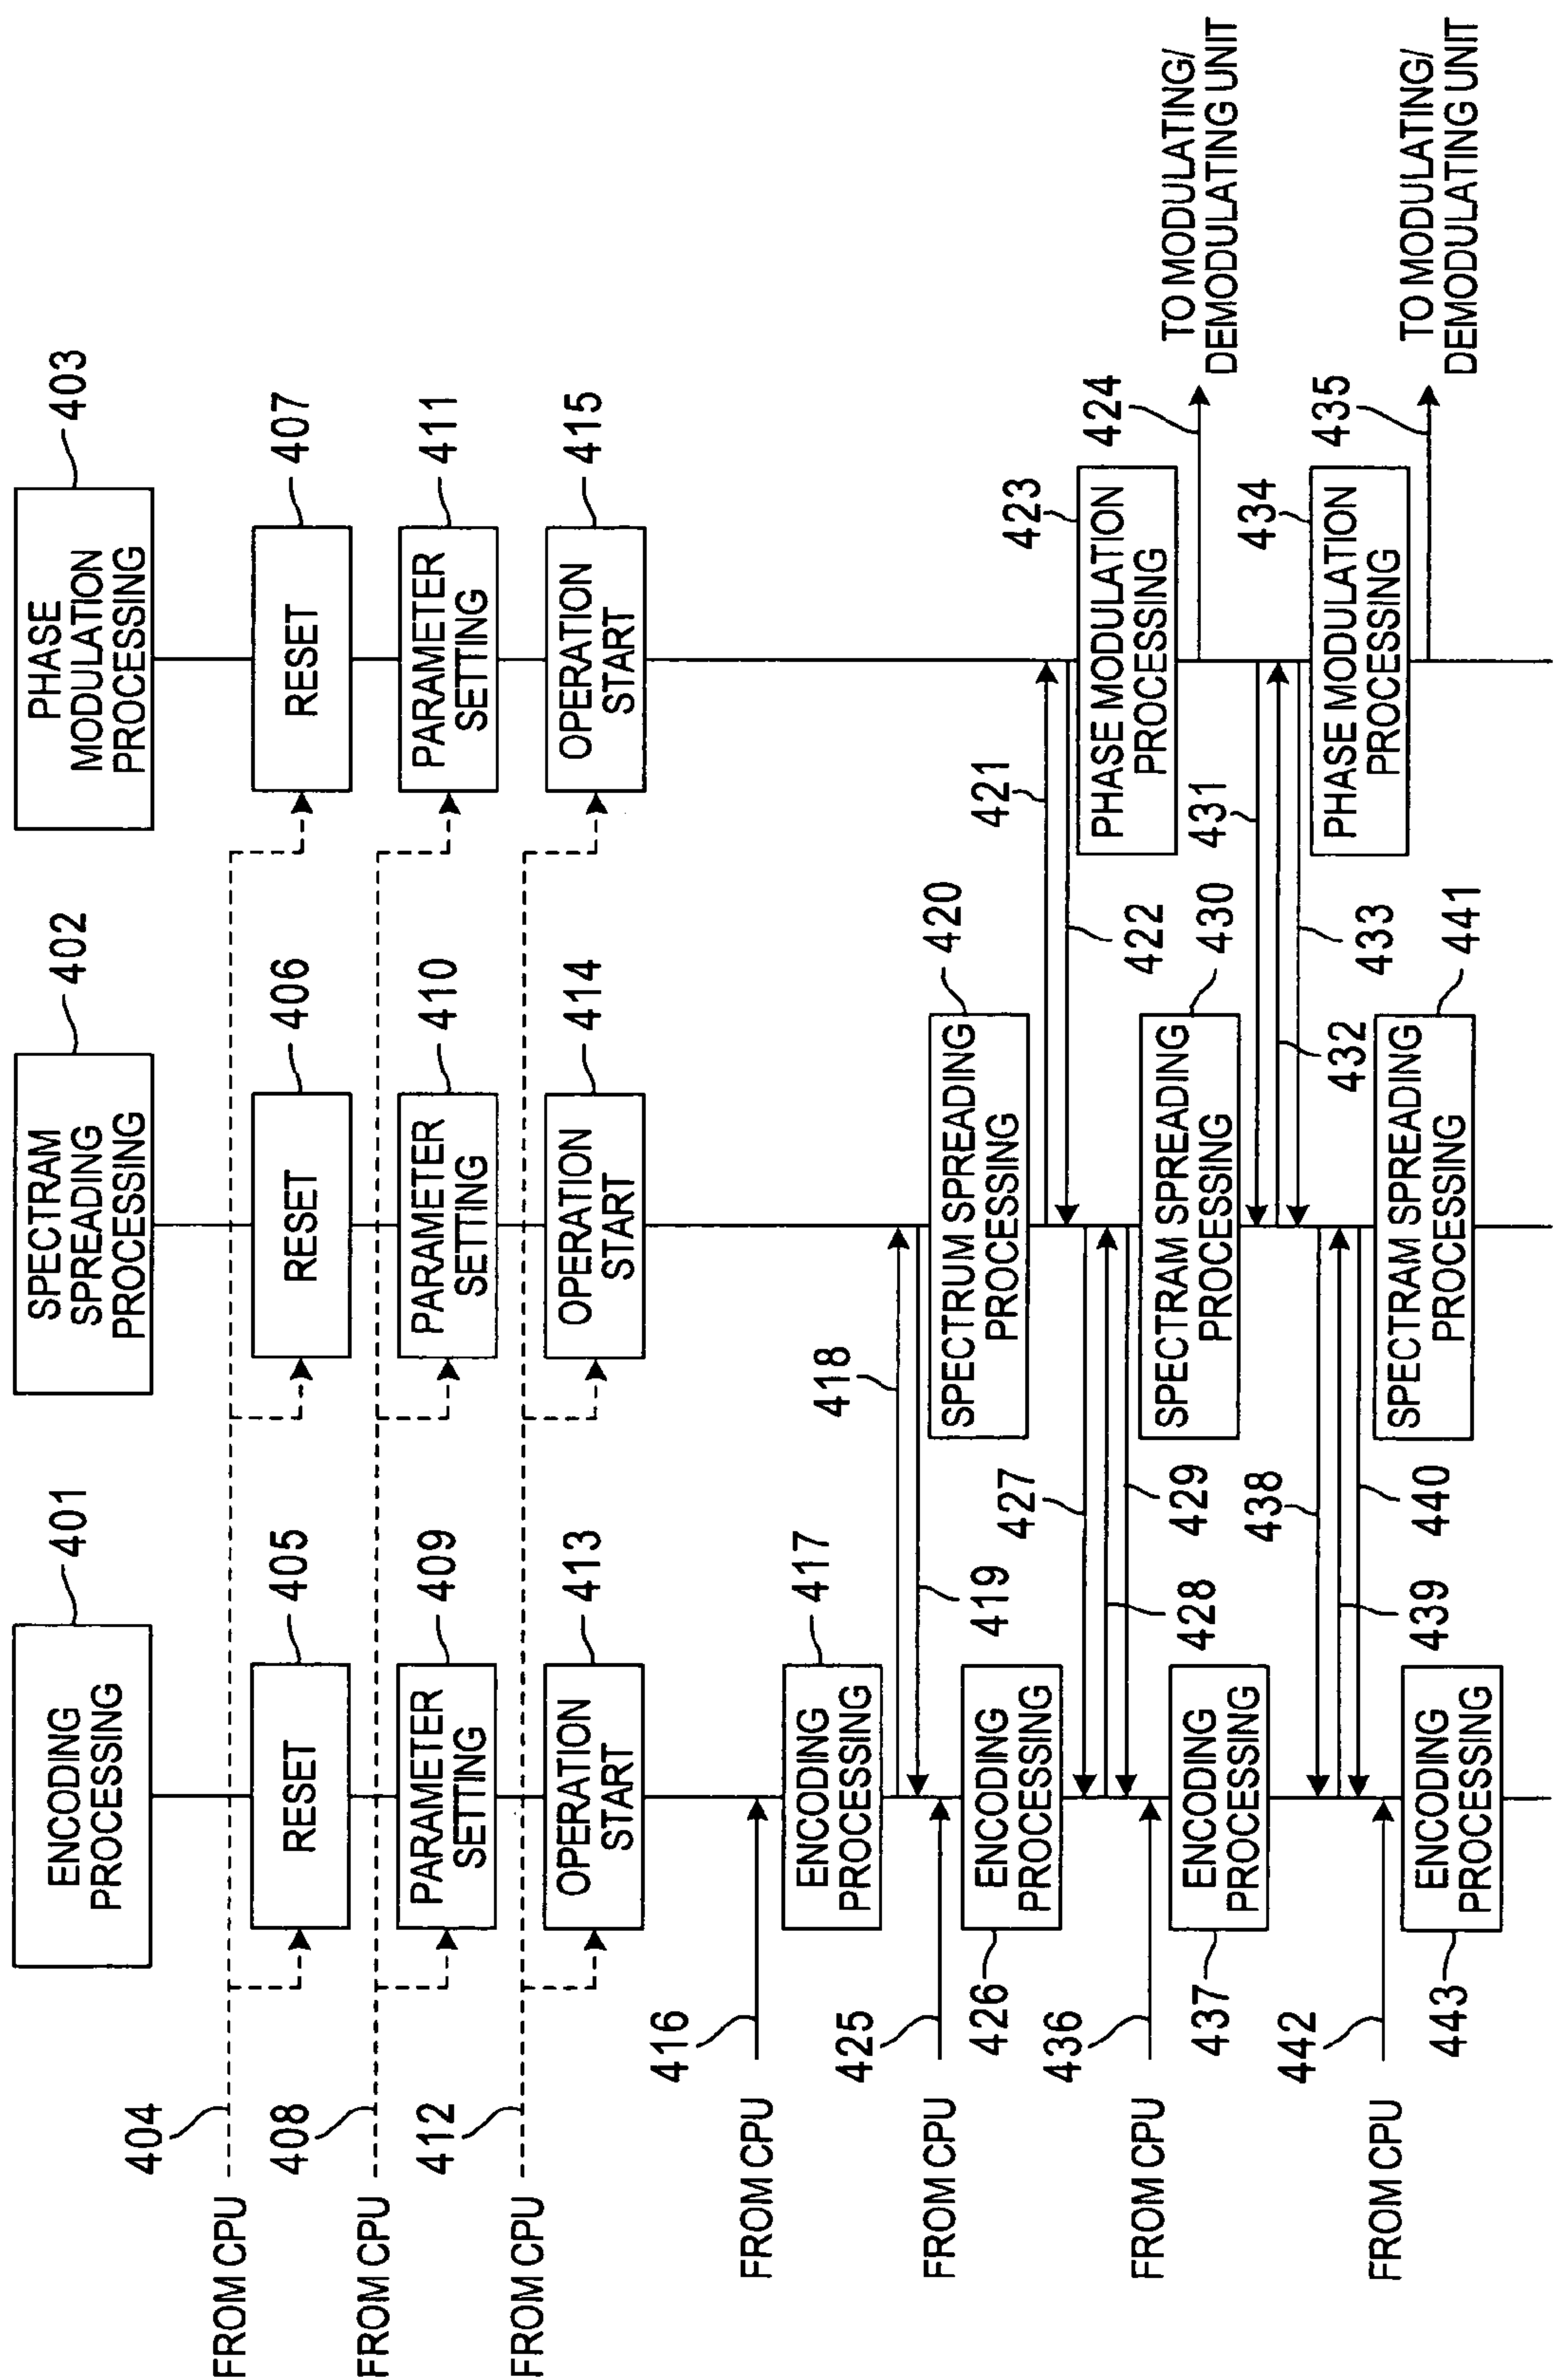 ENCODING
PROCESSING
401
SPECTRAM
SPREADING
PROCESSING
402
PHASE
MODULATION
PROCESSING
403
FROM CPU
404
RESET
405
RESET
406
RESET
407
FROM CPU
408
PARAMETER
SETTING
409
PARAMETER
SETTING
410
PARAMETER
SETTING
411
FROM CPU
412
OPERATION
START
413
OPERATION
START
414
OPERATION
START
415
FROM CPU
416
ENCODING
PROCESSING
417
418
419
SPECTRUM SPREADING
PROCESSING
420
421
422
PHASE MODULATION
PROCESSING
423
424
TO MODULATING/
DEMODULATING UNIT
FROM CPU
425
ENCODING
PROCESSING
426
427
428
429
SPECTRAM SPREADING
PROCESSING
430
431
432
433
PHASE MODULATION
PROCESSING
434
435
TO MODULATING/
DEMODULATING UNIT
FROM CPU
436
ENCODING
PROCESSING
437
438
439
440
SPECTRAM SPREADING
PROCESSING
441
FROM CPU
442
ENCODING
PROCESSING
443